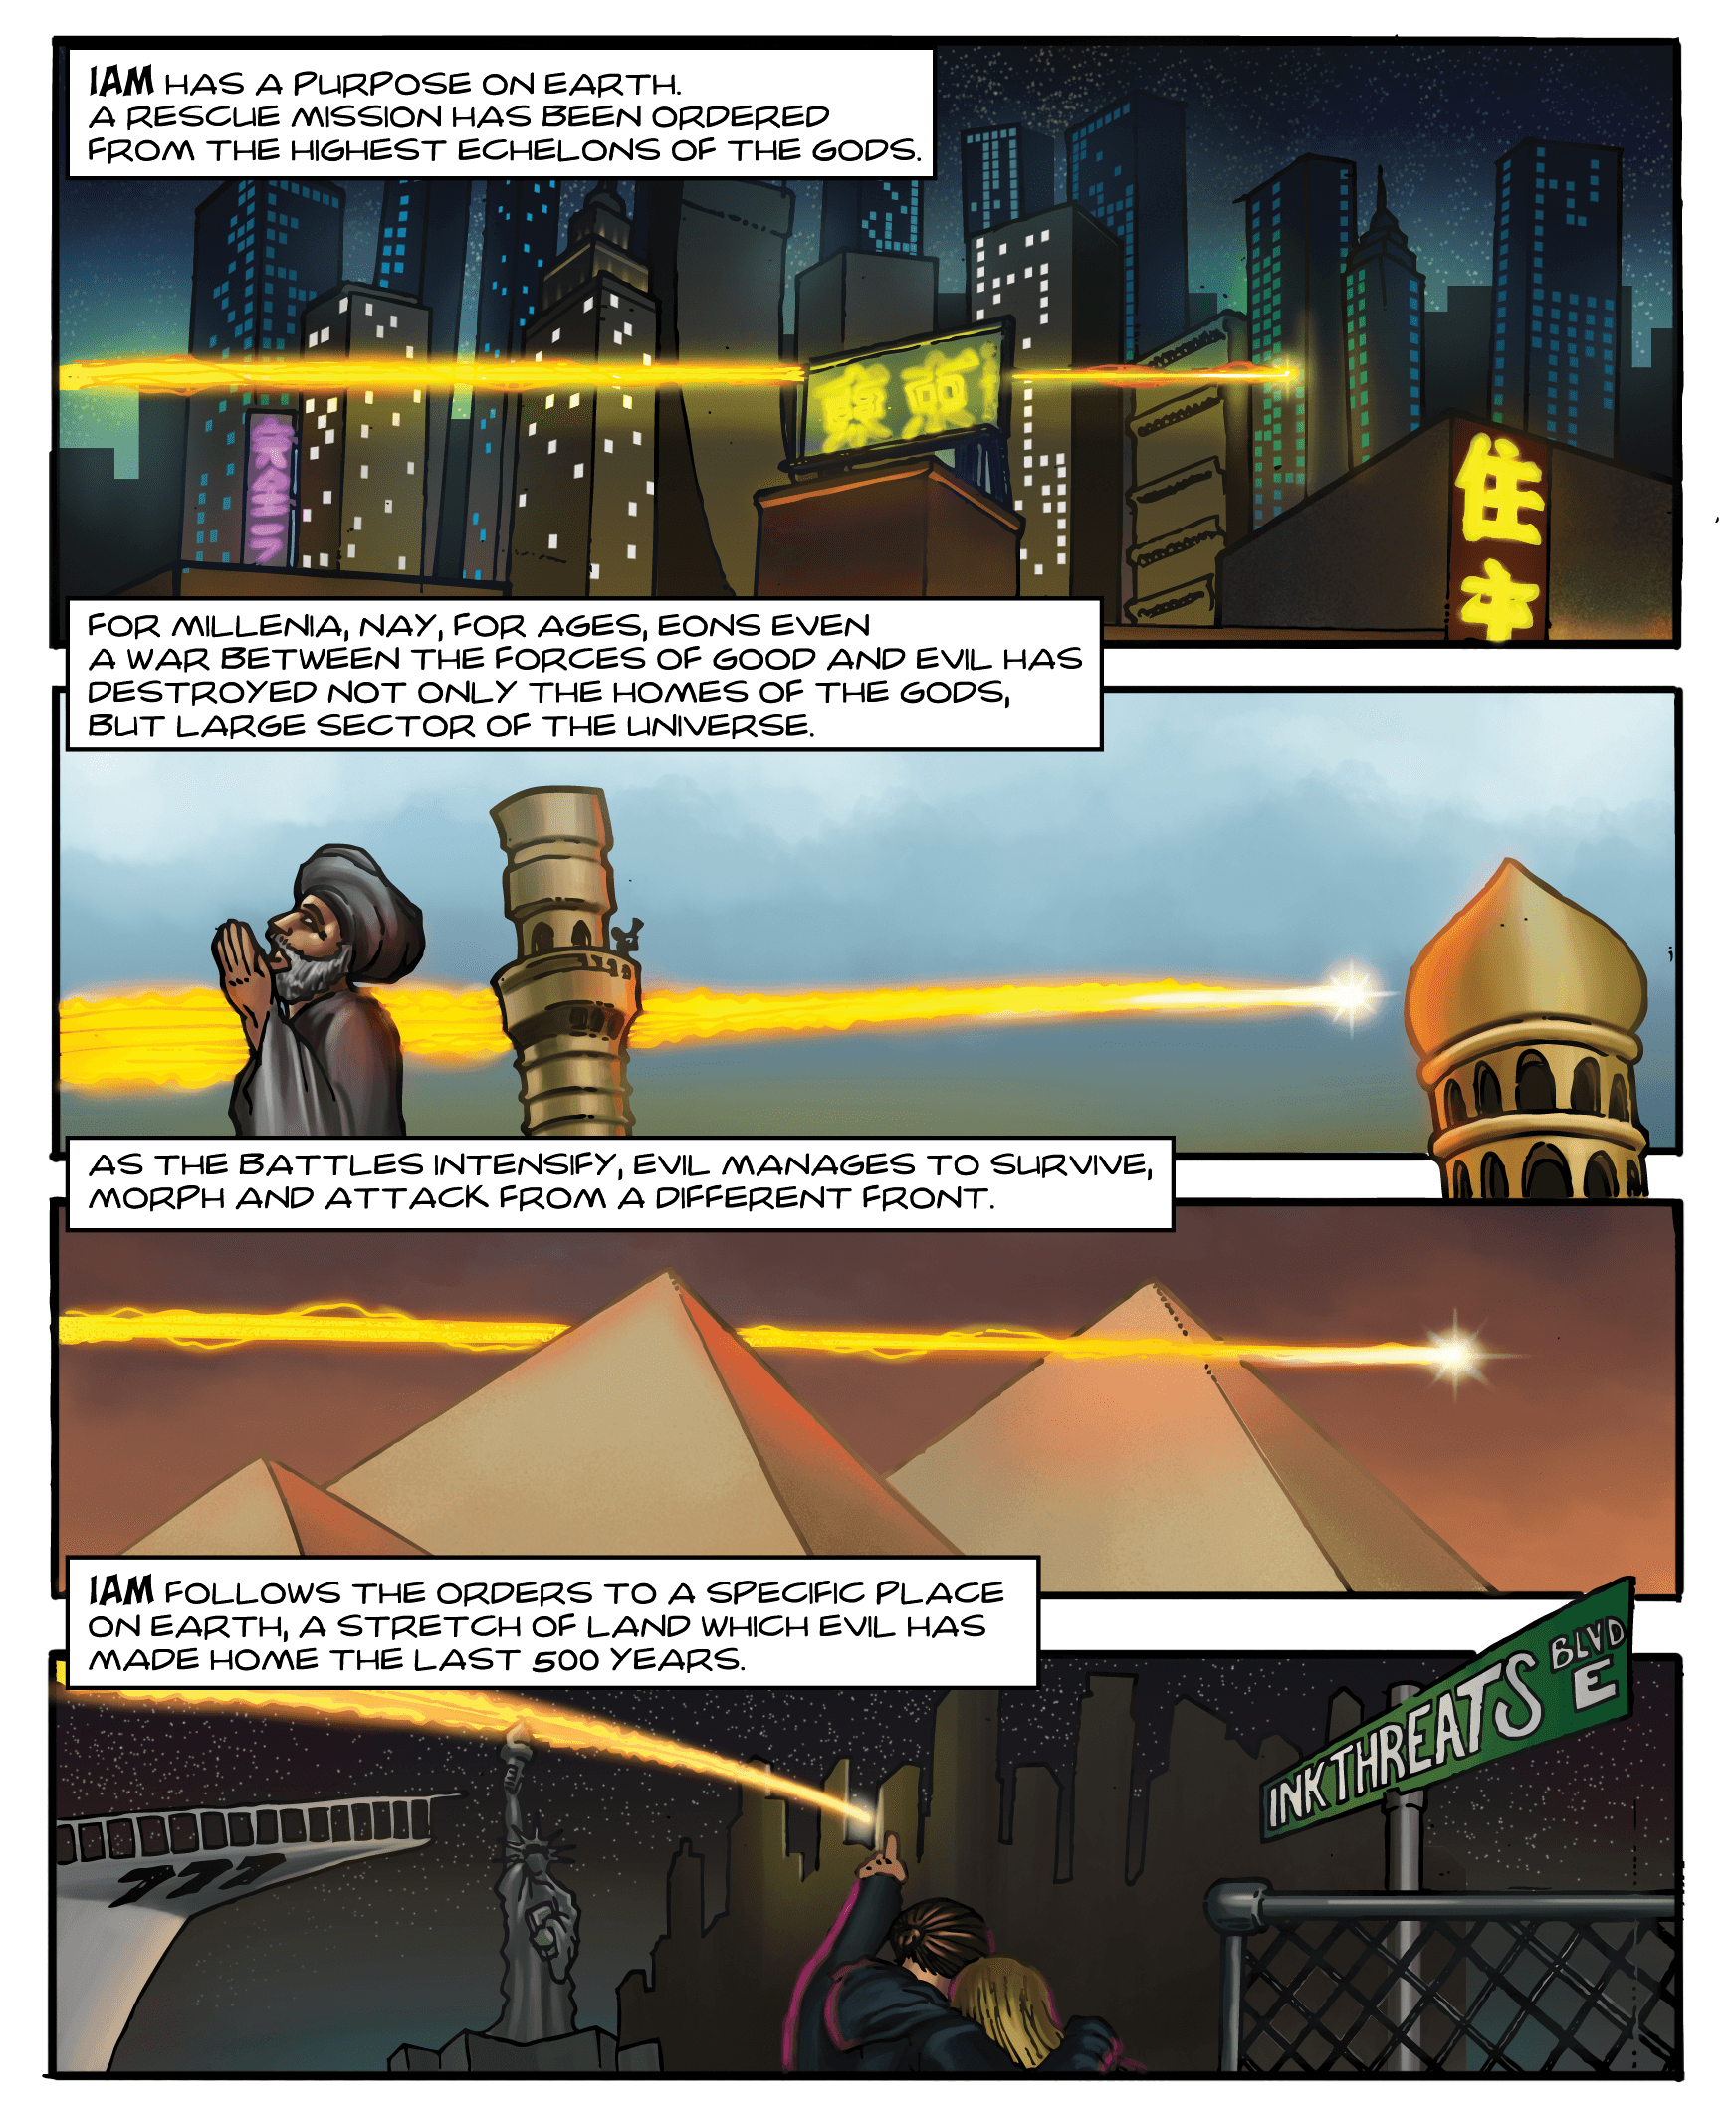 IAM HAS A PURPOSE ON EARTH.
A RESCUE MISSION HAS BEEN ORDERED
FROM THE HIGHEST ECHELONS OF THE GODS.
住
FOR MILLENIA, NAY, FOR AGES, EONS EVEN
A WAR BETWEEN THE FORCES OF GOOD AND EVIL HAS
DESTROYED NOT ONLY THE HOMES OF THE GODS,
BUT LARGE SECTOR OF THE UNIVERSE.
AS THE BATTLES INTENSIFY, EVIL MANAGES TO SURVIVE,
MORPH AND ATTACK FROM A DIFFERENT FRONT.
IAM FOLLOWS THE ORDERS TO A SPECIFIC PLACE
ON EARTH, A STRETCH OF LAND WHICH EVIL HAS
MADE HOME THE LAST 500 YEARS.
INKTHREATS BLVD
E
777